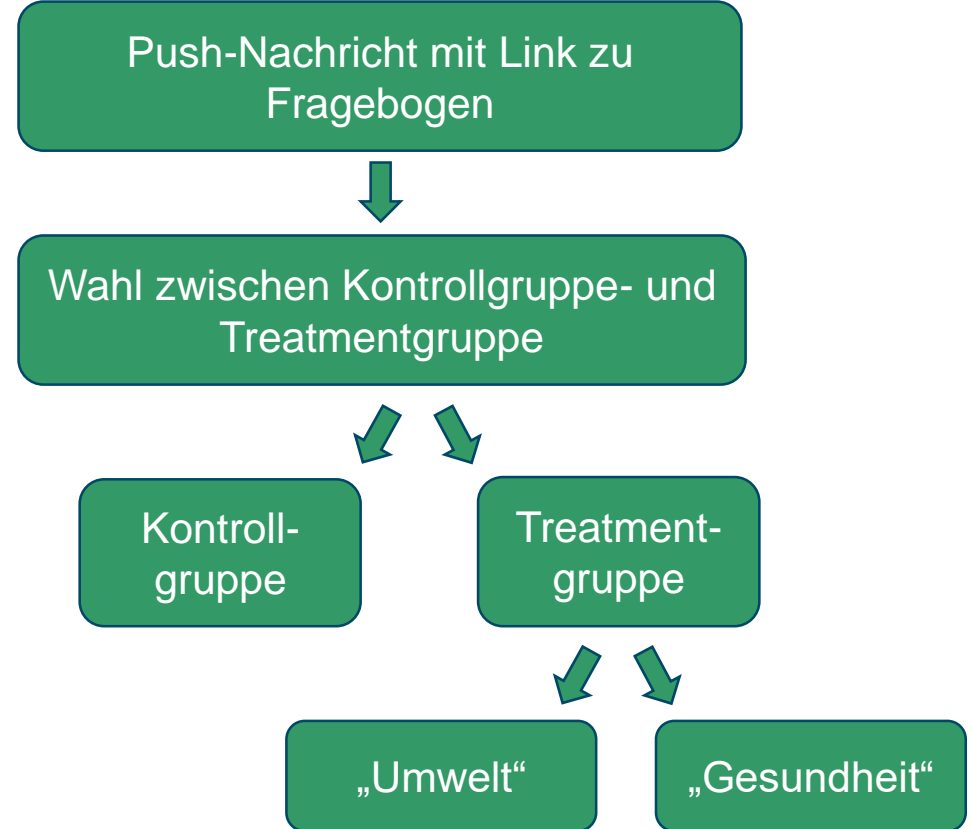 Push-Nachricht mit Link zu
Fragebogen
Wahl zwischen Kontrollgruppe- und
Treatmentgruppe
Kontroll-
gruppe
Treatment-
gruppe
„Umwelt“
„Gesundheit“